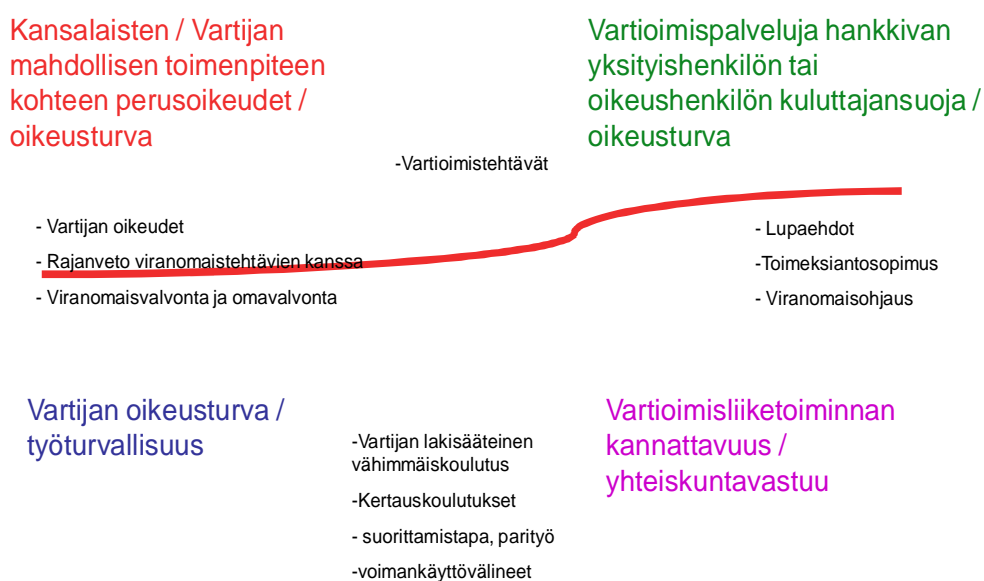 Kansalaisten / Vartijan
mahdollisen toimenpiteen
kohteen perusoikeudet /
oikeusturva
Vartioimispalveluja hankkivan
yksityishenkilön tai
oikeushenkilön kuluttajansuoja /
oikeusturva
-Vartioimistehtävät
- Vartijan oikeudet
- Rajanveto viranomaistehtävien kanssa
- Viranomaisvalvonta ja omavalvonta
- Lupaehdot
-Toimeksiantosopimus
- Viranomaisohjaus
Vartijan oikeusturva /
työturvallisuus
-Vartijan lakisääteinen
vähimmäiskoulutus
-Kertauskoulutukset
- suorittamistapa, parityö
-voimankäyttövälineet
Vartioimisliiketoiminnan
kannattavuus /
yhteiskuntavastuu